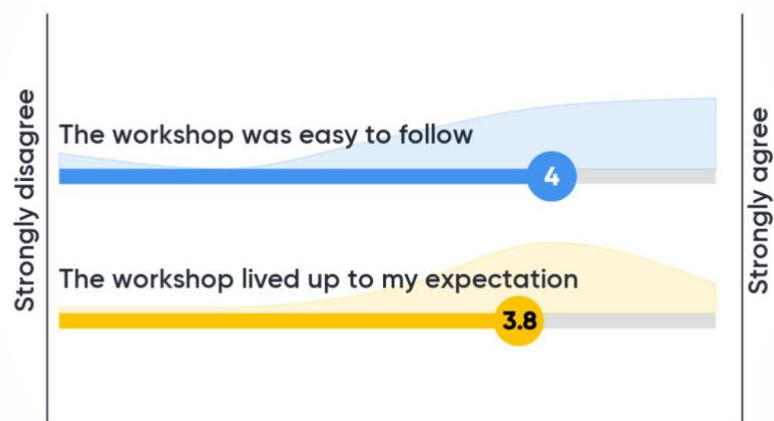 Strongly disagree
The workshop was easy to follow
4
The workshop lived up to my expectation
3.8
Strongly agree